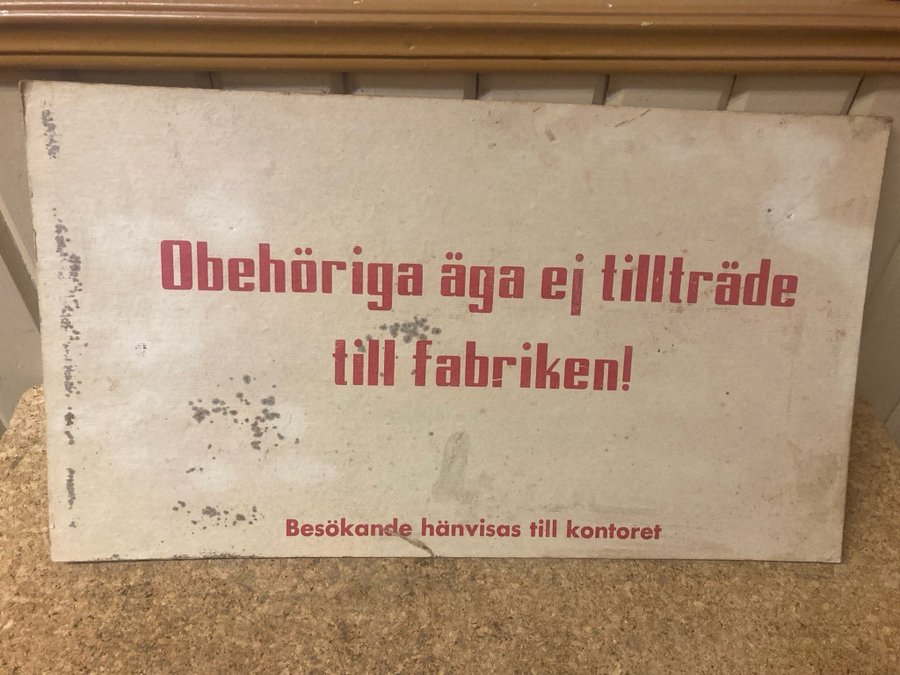 Obehöriga äga ej tillträde
till fabriken!
Besökande hänvisas till kontoret